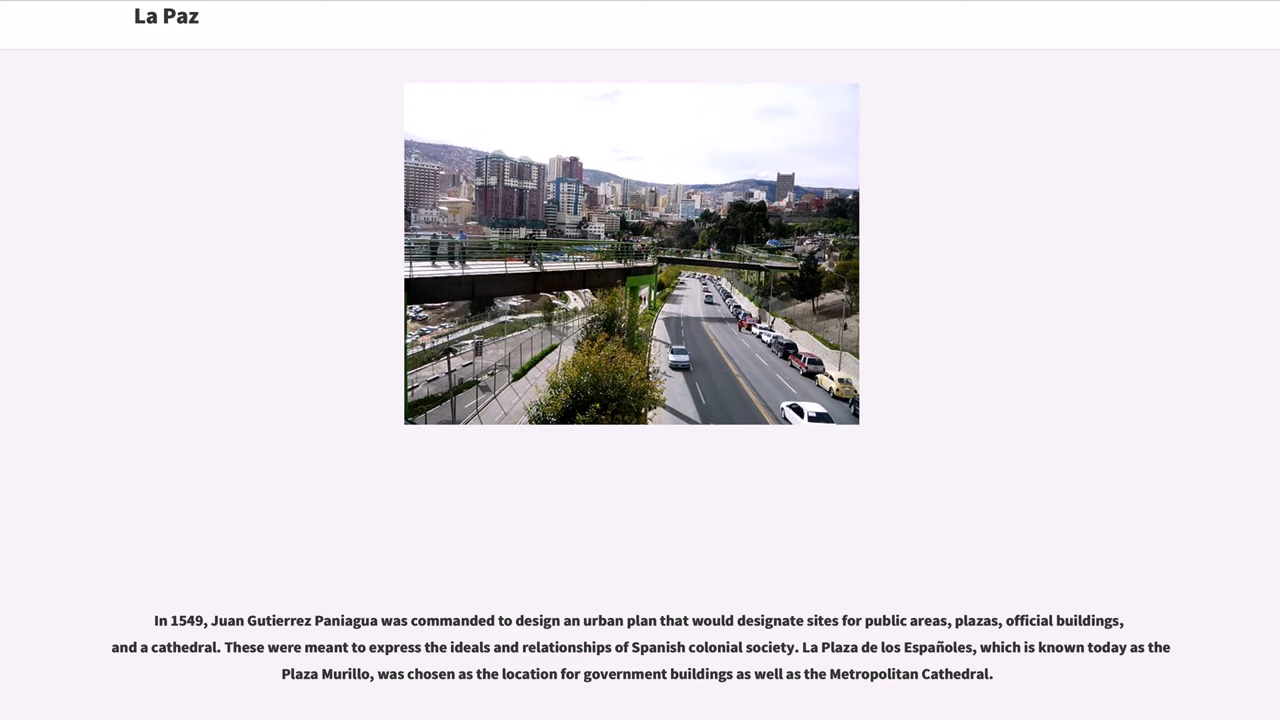 La Paz
In 1549, Juan Gutierrez Paniagua was commanded to design an urban plan that would designate sites for public areas, plazas, official buildings,
and a cathedral. These were meant to express the ideals and relationships of Spanish colonial society. La Plaza de los Españoles, which is known today as the
Plaza Murillo, was chosen as the location for government buildings as well as the Metropolitan Cathedral.